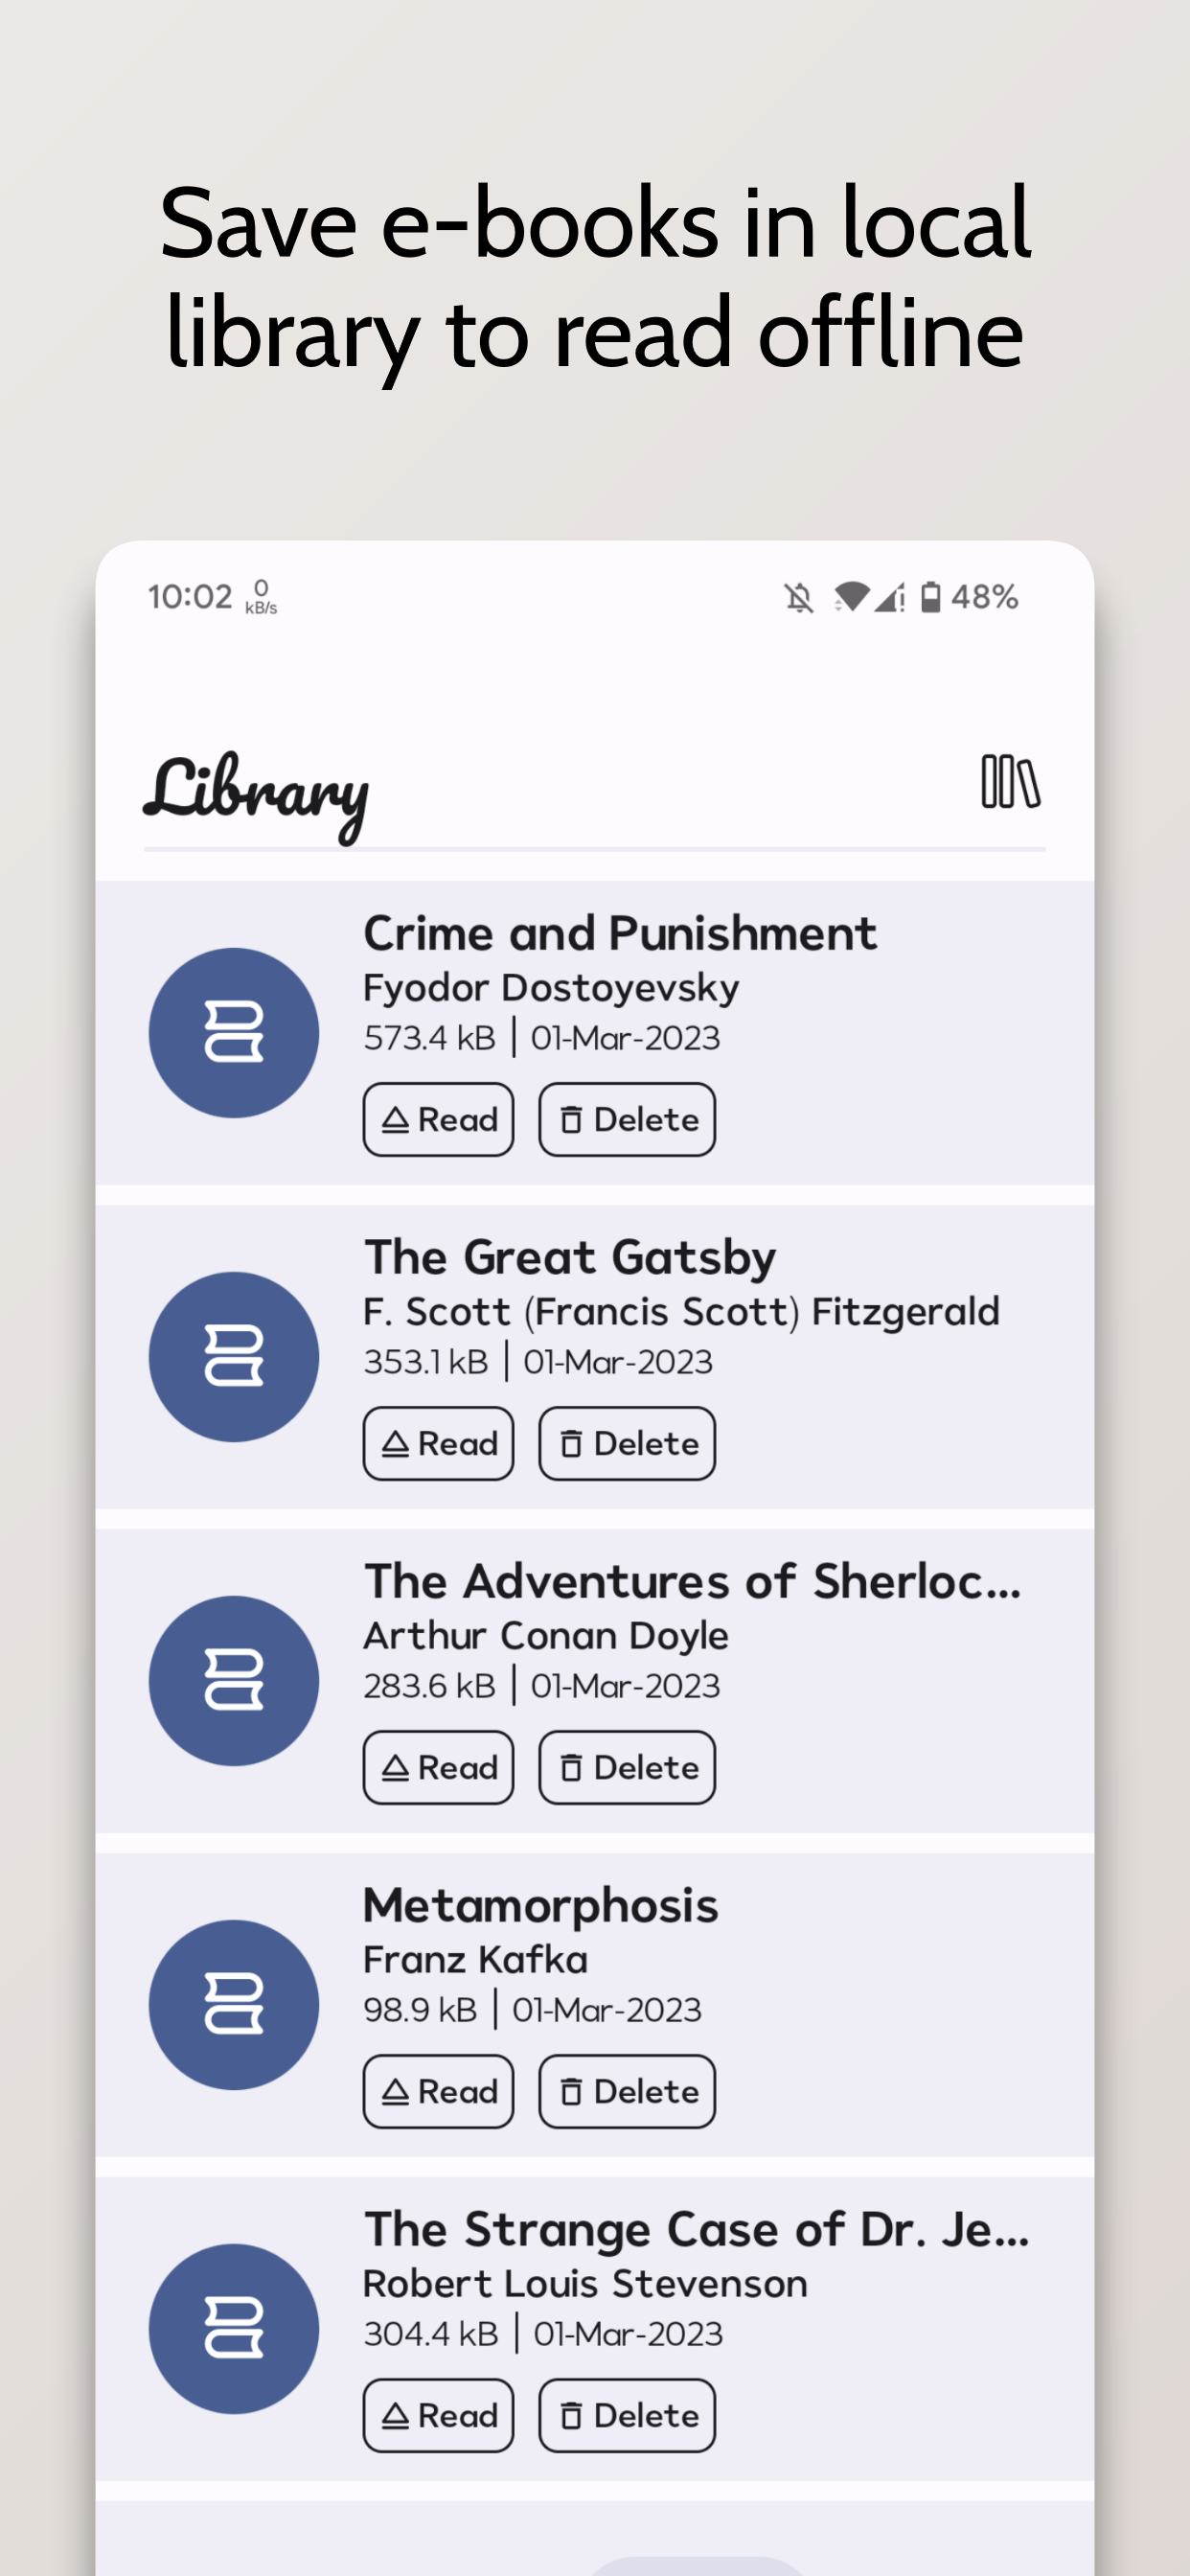 Save e-books in local
library to read offline
10:02 0 kB/s 48%
Library
Crime and Punishment
Fyodor Dostoyevsky
573.4 kB | 01-Mar-2023
Read Delete
The Great Gatsby
F. Scott (Francis Scott) Fitzgerald
353.1 kB | 01-Mar-2023
Read Delete
The Adventures of Sherloc...
Arthur Conan Doyle
283.6 kB | 01-Mar-2023
Read Delete
Metamorphosis
Franz Kafka
98.9 kB | 01-Mar-2023
Read Delete
The Strange Case of Dr. Je...
Robert Louis Stevenson
304.4 kB | 01-Mar-2023
Read Delete